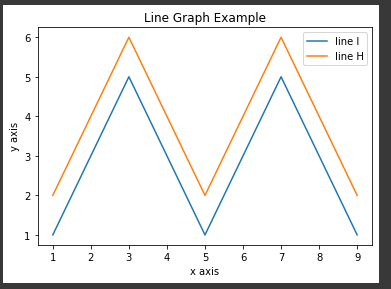 Line Graph Example
line I
line H
6
5
4
3
2
1
y axis
1 2 3 4 5 6 7 8 9
x axis